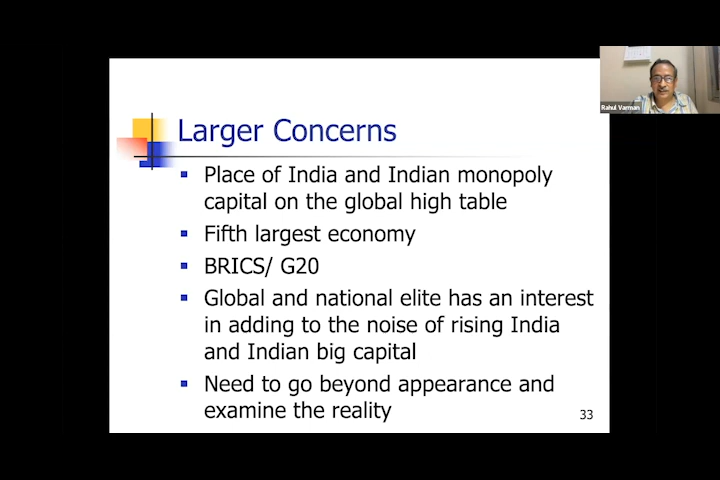 Rahul Varman
Larger Concerns
Place of India and Indian monopoly
capital on the global high table
Fifth largest economy
BRICS/ G20
Global and national elite has an interest
in adding to the noise of rising India
and Indian big capital
Need to go beyond appearance and
examine the reality
33